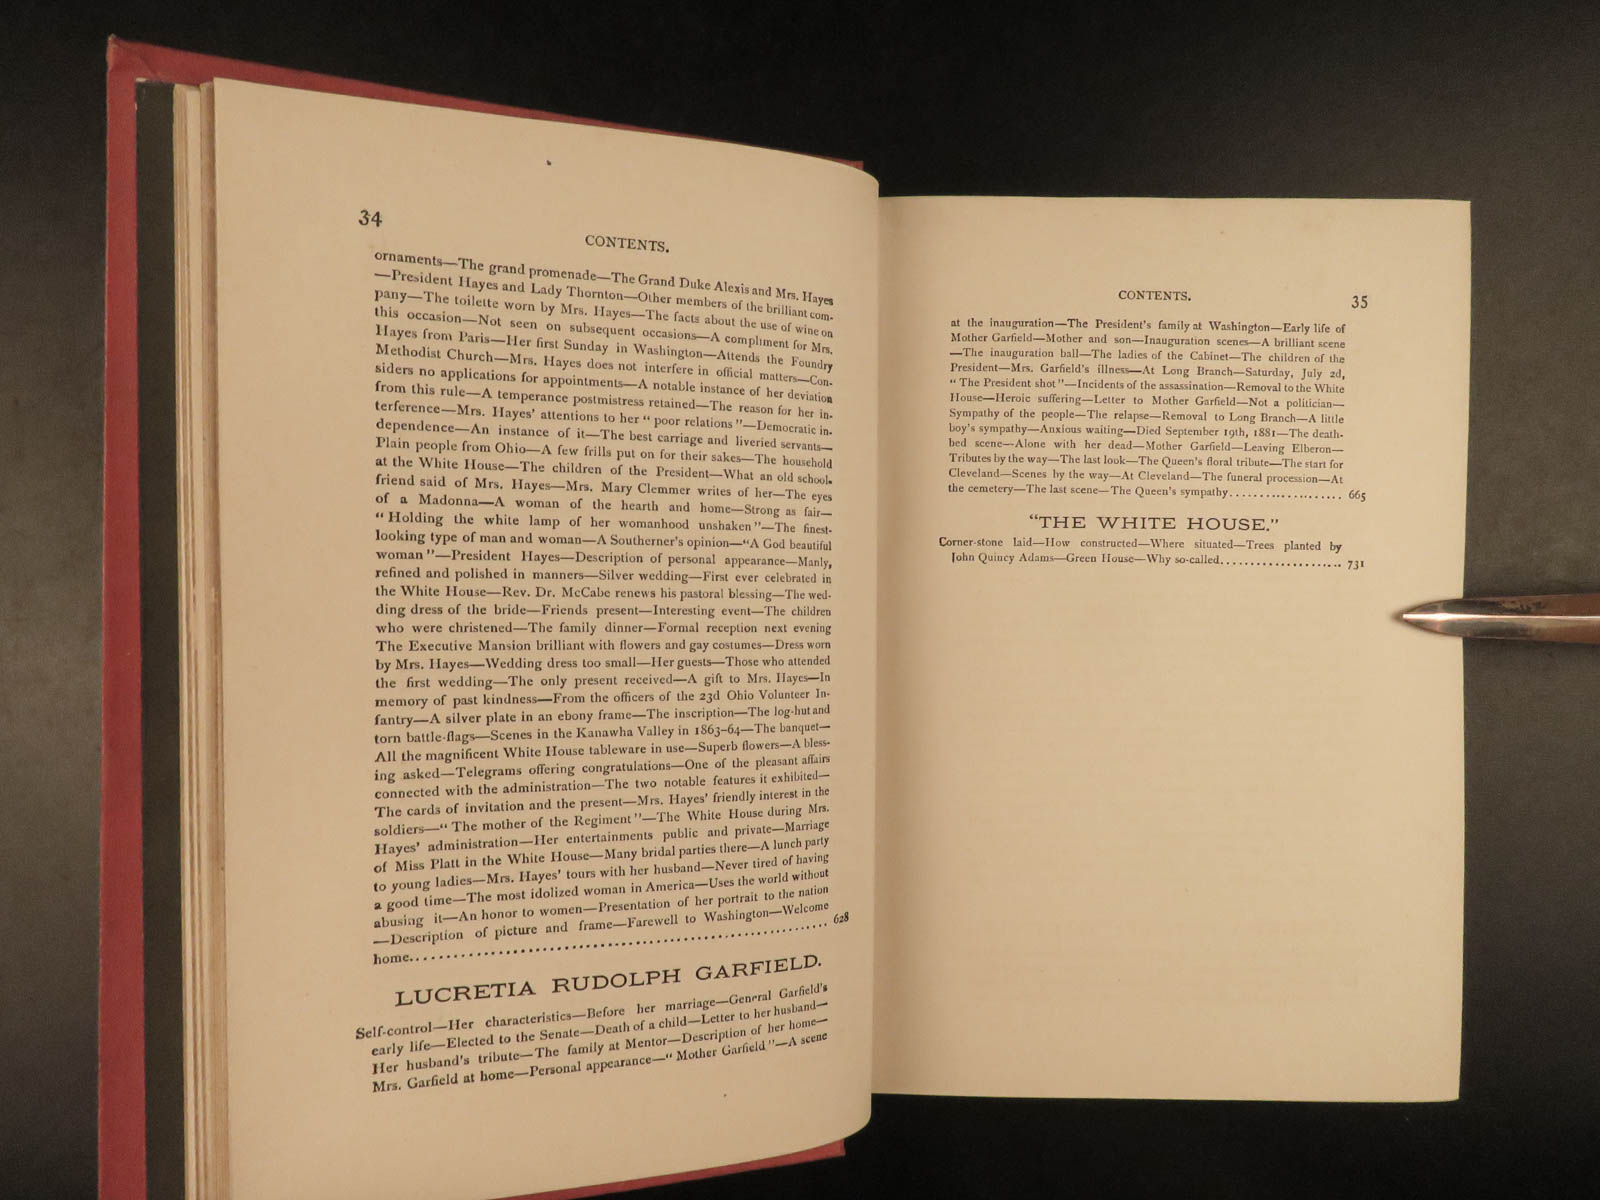 34
CONTENTS.
ornaments—The grand promenade—The Grand Duke Alexis and Mrs. Hayes
—President Hayes and Lady Thornton—Other members of the brilliant com-
pany—The toilette worn by Mrs. Hayes—The facts about the use of wine on
this occasion—Not seen on subsequent occasions—A compliment for Mrs.
Hayes from Paris—Her first Sunday in Washington—Attends the Foundry
Methodist Church—Mrs. Hayes does not interfere in official matters—Con-
siders no applications for appointments—A notable instance of her deviation
from this rule—A temperance postmistress retained—The reason for her in-
terference—Mrs. Hayes' attentions to her "poor relations"—Democratic in-
dependence—An instance of it—The best carriage and liveried servants—
Plain people from Ohio—A few frills put on for their sakes—The household
at the White House—The children of the President—What an old school-
friend said of Mrs. Hayes—Mrs. Mary Clemmer writes of her—The eyes
of a Madonna—A woman of the hearth and home—Strong as fair—
"Holding the white lamp of her womanhood unshaken"—The finest-
looking type of man and woman—A Southerner's opinion—"A God beautiful
woman"—President Hayes—Description of personal appearance—Manly,
refined and polished in manners—Silver wedding—First ever celebrated in
the White House—Rev. Dr. McCabe renews his pastoral blessing—The wed-
ding dress of the bride—Friends present—Interesting event—The children
who were christened—The family dinner—Formal reception next evening
The Executive Mansion brilliant with flowers and gay costumes—Dress worn
by Mrs. Hayes—Wedding dress too small—Her guests—Those who attended
the first wedding—The only present received—A gift to Mrs. Hayes—In
memory of past kindness—From the officers of the 23d Ohio Volunteer In-
fantry—A silver plate in an ebony frame—The inscription—The log-hut and
torn battle-flags—Scenes in the Kanawha Valley in 1863-64—The banquet—
All the magnificent White House tableware in use—Superb flowers—A bless-
ing asked—Telegrams offering congratulations—One of the pleasant affairs
connected with the administration—The two notable features it exhibited—
The cards of invitation and the present—Mrs. Hayes' friendly interest in the
soldiers—"The mother of the Regiment"—The White House during Mrs.
Hayes' administration—Her entertainments public and private—Marriage
of Miss Platt in the White House—Many bridal parties there—A lunch party
to young ladies—Mrs. Hayes' tours with her husband—Never tired of having
a good time—The most idolized woman in America—Uses the world without
abusing it—An honor to women—Presentation of her portrait to the nation
—Description of picture and frame—Farewell to Washington—Welcome
home........................................................ 628
LUCRETIA RUDOLPH GARFIELD.
Self-control—Her characteristics—Before her marriage—General Garfield's
early life—Elected to the Senate—Death of a child—Letter to her husband—
Her husband's tribute—The family at Mentor—Description of her home—
Mrs. Garfield at home—Personal appearance—"Mother Garfield"—A scene
CONTENTS. 35
at the inauguration—The President's family at Washington—Early life of
Mother Garfield—Mother and son—Inauguration scenes—A brilliant scene
—The inauguration ball—The ladies of the Cabinet—The children of the
President—Mrs. Garfield's illness—At Long Branch—Saturday, July 2d,
"The President shot"—Incidents of the assassination—Removal to the White
House—Heroic suffering—Letter to Mother Garfield—Not a politician—
Sympathy of the people—The relapse—Removal to Long Branch—A little
boy's sympathy—Anxious waiting—Died September 19th, 1881—The death-
bed scene—Alone with her dead—Mother Garfield—Leaving Elberon—
Tributes by the way—The last look—The Queen's floral tribute—The start for
Cleveland—Scenes by the way—At Cleveland—The funeral procession—At
the cemetery—The last scene—The Queen's sympathy.................... 665
"THE WHITE HOUSE."
Corner-stone laid—How constructed—Where situated—Trees planted by
John Quincy Adams—Green House—Why so-called..................... 731